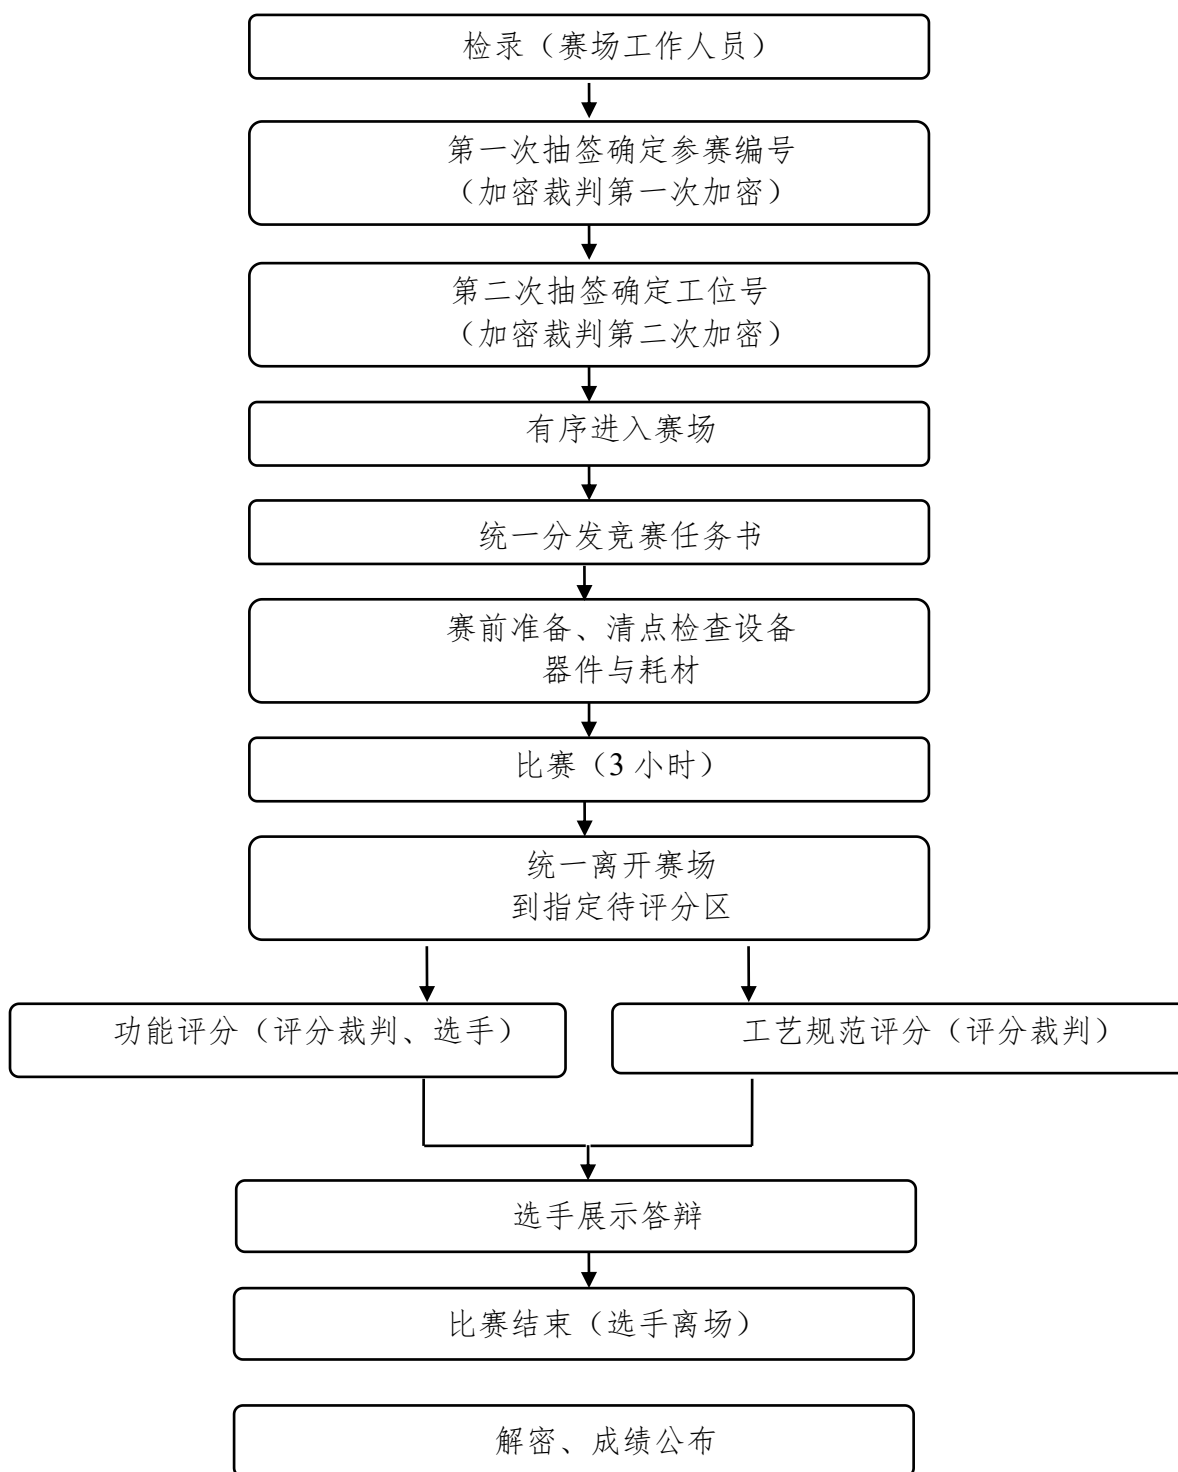 检录（赛场工作人员）
第一次抽签确定参赛编号
（加密裁判第一次加密）
第二次抽签确定工位号
（加密裁判第二次加密）
有序进入赛场
统一分发竞赛任务书
赛前准备、清点检查设备
器件与耗材
比赛（3 小时）
统一离开赛场
到指定待评分区
功能评分（评分裁判、选手）
工艺规范评分（评分裁判）
选手展示答辩
比赛结束（选手离场）
解密、成绩公布